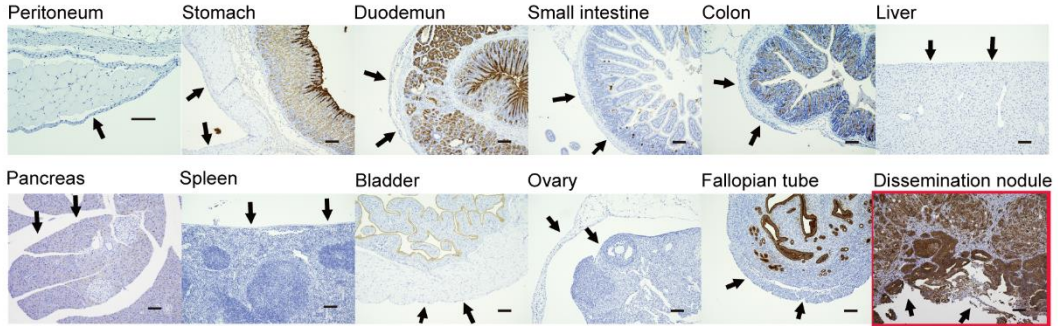 Peritoneum Stomach Duodemun Small intestine Colon Liver
Pancreas Spleen Bladder Ovary Fallopian tube Dissemination nodule